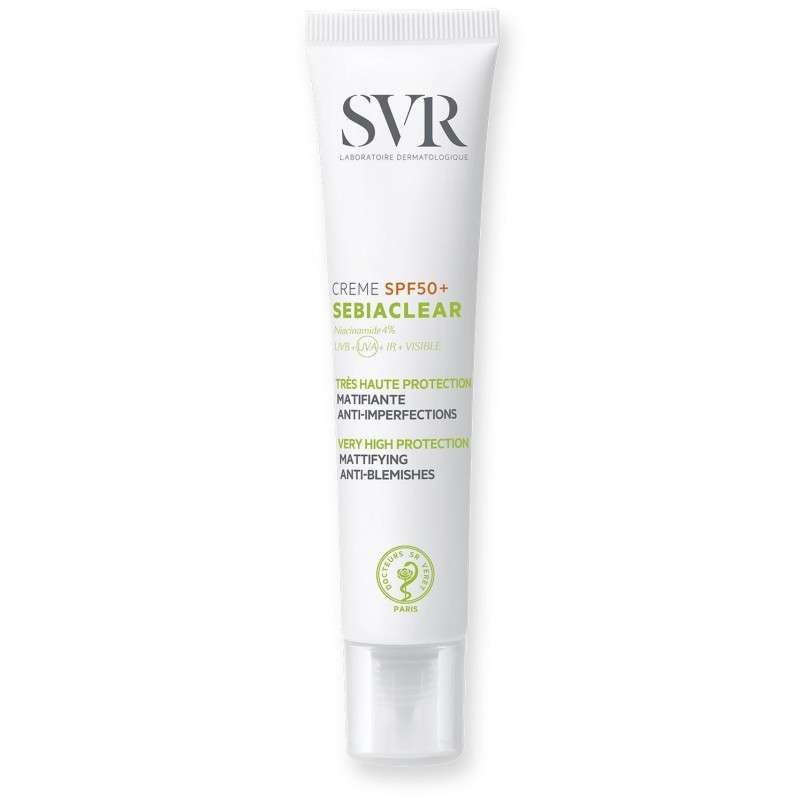 SVR
LABORATOIRE DERMATOLOGIQUE
CREME SPF50+
SEBIACLEAR
Niacinamide 4%
UVB + UVA + IR + VISIBLE
TRÈS HAUTE PROTECTION
MATIFIANTE
ANTI-IMPERFECTIONS
VERY HIGH PROTECTION
MATTIFYING
ANTI-BLEMISHES
DOCTEURS SR VERET
PARIS